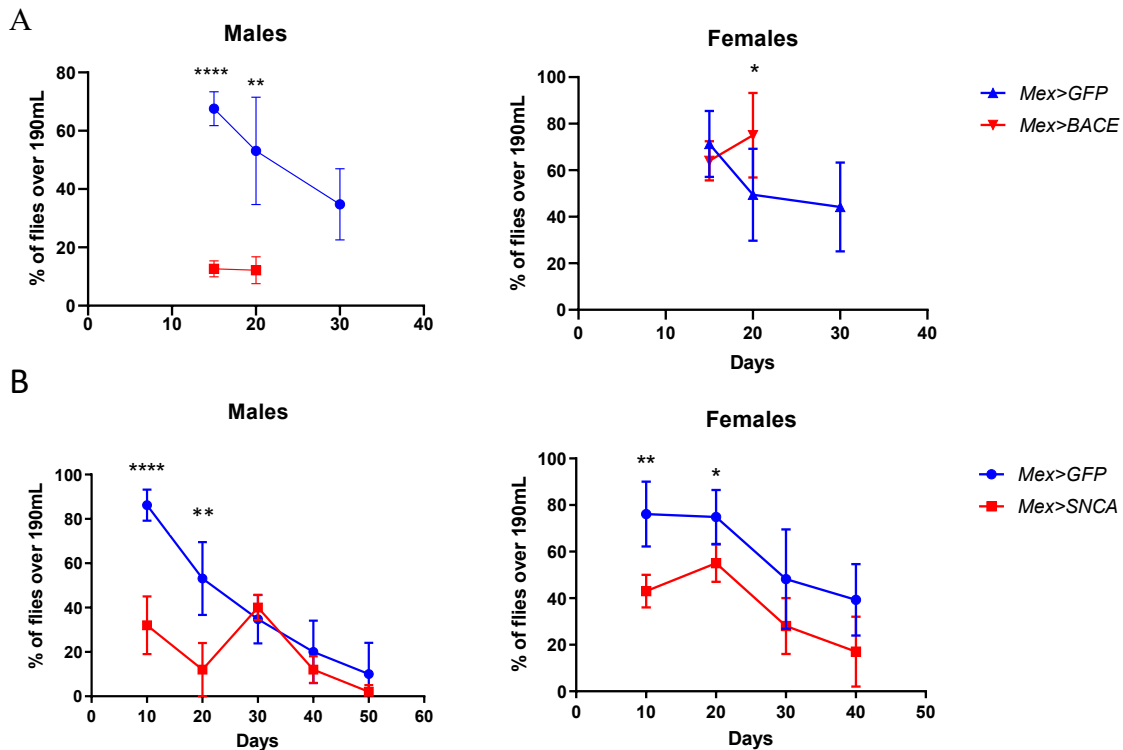 A
Males
% of flies over 190mL
80
60
40
20
0
**** **
0 10 20 30 40
Females
% of flies over 190mL
100
80
60
40
20
0
*
0 10 20 30 40
Days
Mex>GFP
Mex>BACE
B
Males
% of flies over 190mL
100
80
60
40
20
0
****
**
0 10 20 30 40 50 60
Days
Females
% of flies over 190mL
100
80
60
40
20
0
** *
0 10 20 30 40 50
Days
Mex>GFP
Mex>SNCA